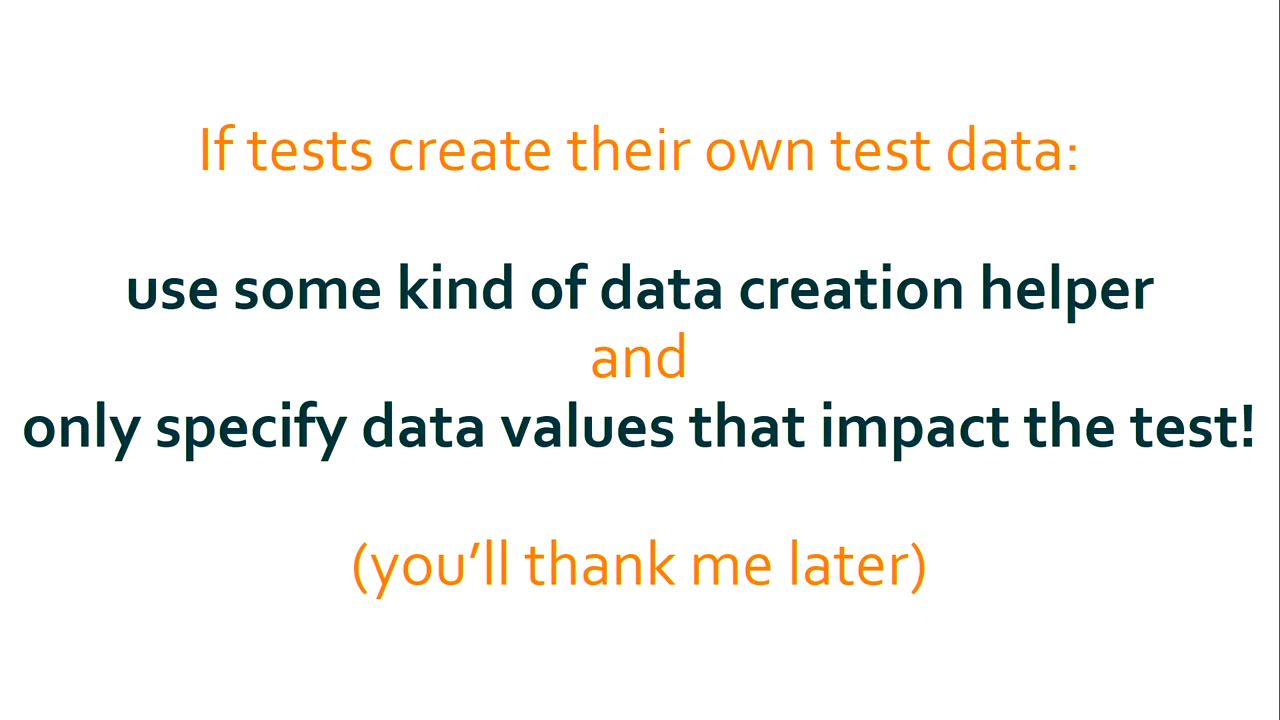 If tests create their own test data:
use some kind of data creation helper
and
only specify data values that impact the test!
(you’ll thank me later)